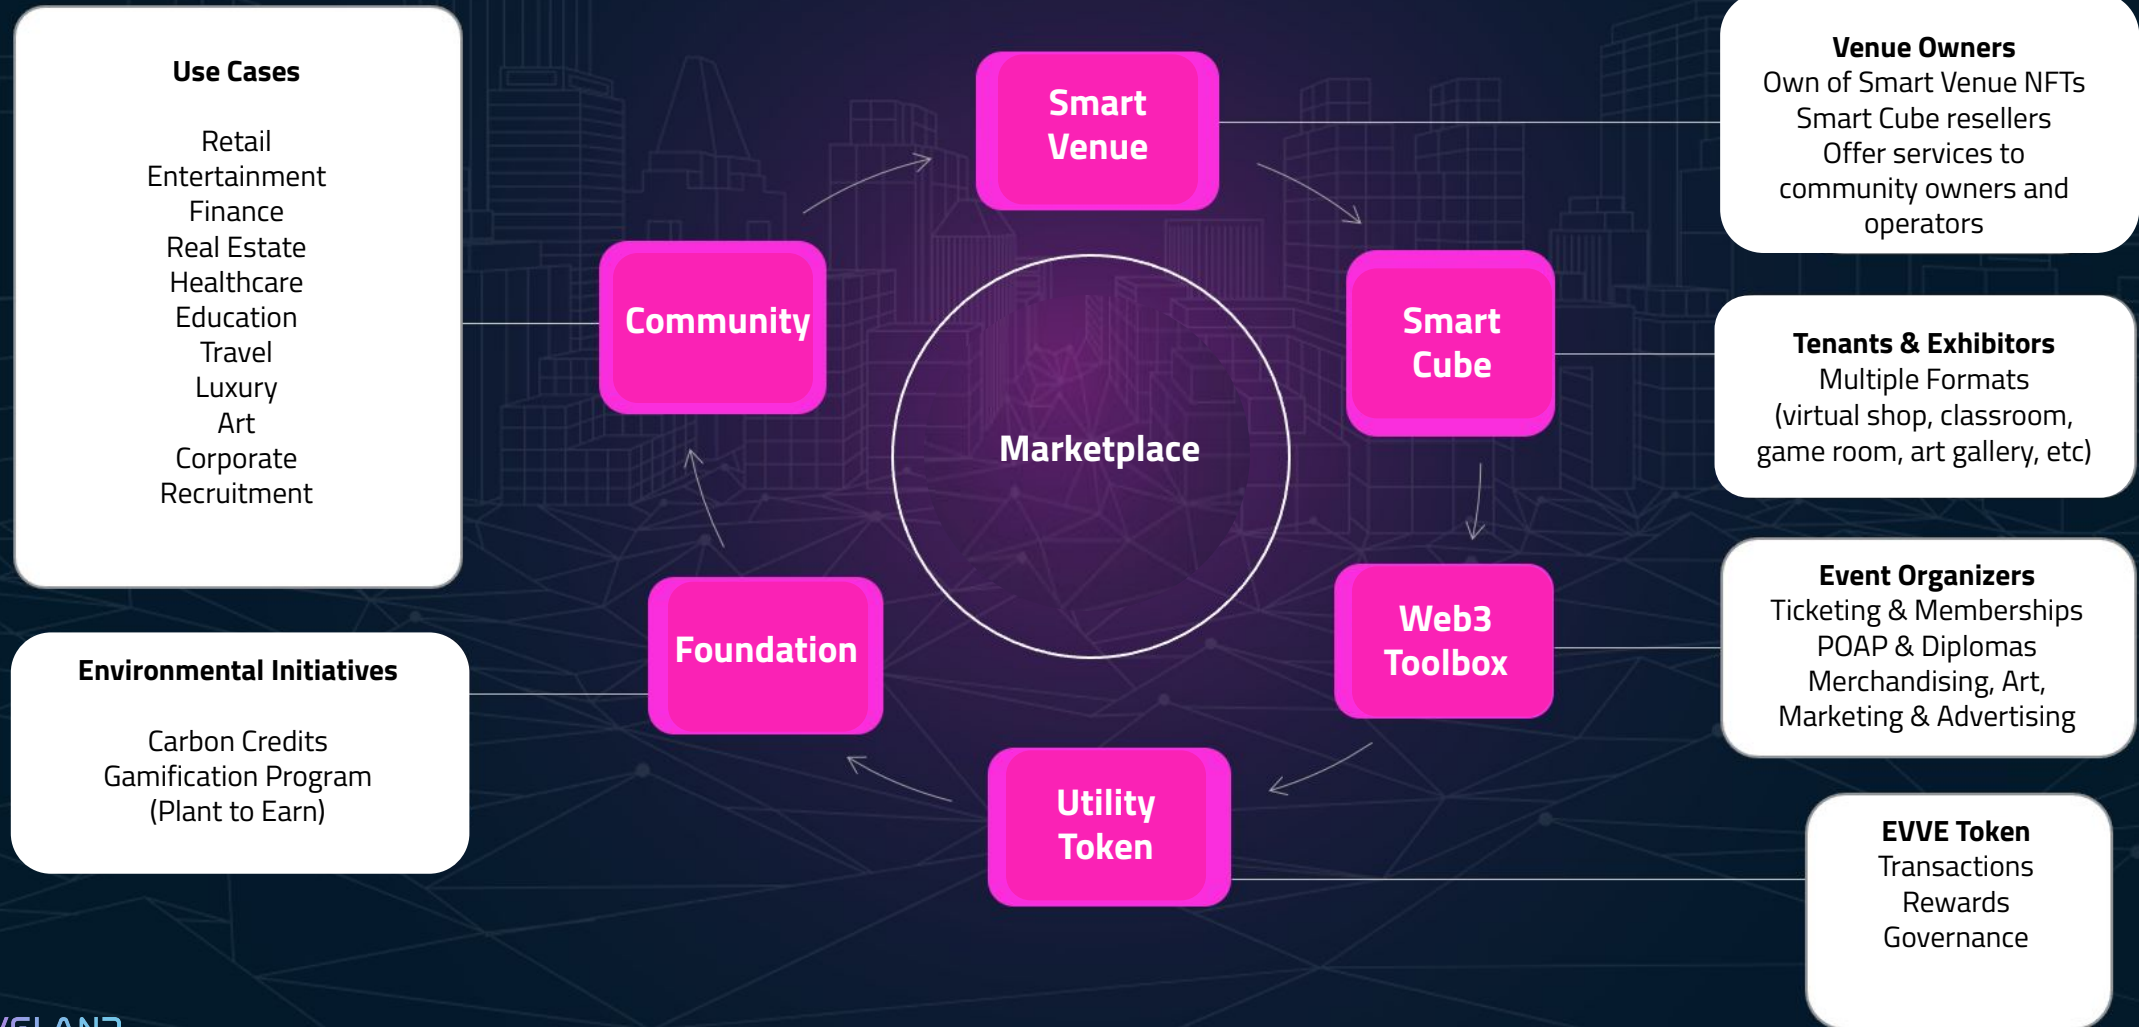 Use Cases
Retail
Entertainment
Finance
Real Estate
Healthcare
Education
Travel
Luxury
Art
Corporate
Recruitment
Environmental Initiatives
Carbon Credits
Gamification Program
(Plant to Earn)
Smart
Venue
Community
Smart
Cube
Marketplace
Foundation
Web3
Toolbox
Utility
Token
Venue Owners
Own of Smart Venue NFTs
Smart Cube resellers
Offer services to
community owners and
operators
Tenants & Exhibitors
Multiple Formats
(virtual shop, classroom,
game room, art gallery, etc)
Event Organizers
Ticketing & Memberships
POAP & Diplomas
Merchandising, Art,
Marketing & Advertising
EVVE Token
Transactions
Rewards
Governance